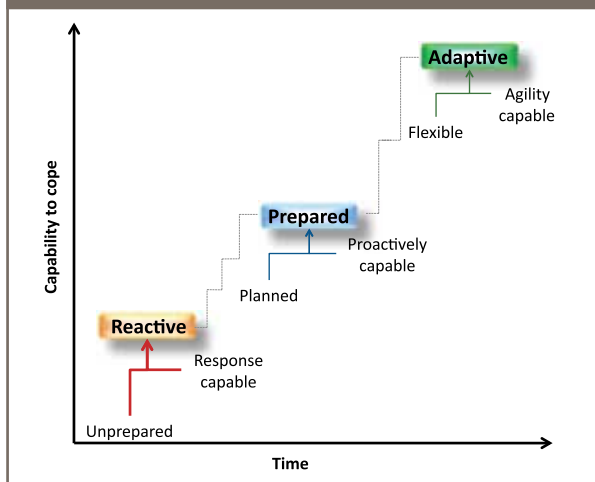 Adaptive
Agility
capable
Flexible
Capability to cope
Prepared
Proactively
capable
Planned
Reactive
Response
capable
Unprepared
Time